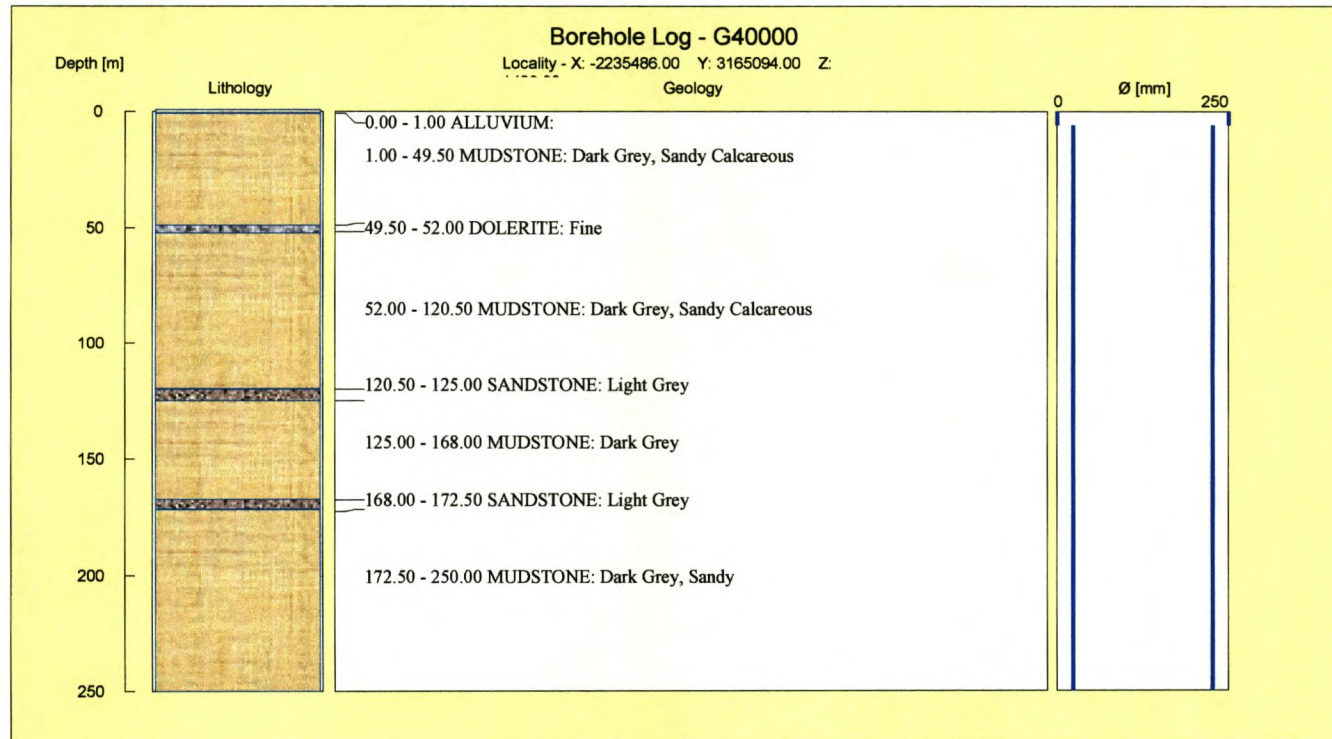 Borehole Log - G40000
Depth [m]
Locality - X: -2235486.00 Y: 3165094.00 Z:
Lithology
Geology
Ø [mm]
0
250
0
50
100
150
200
250
0.00 - 1.00 ALLUVIUM:
1.00 - 49.50 MUDSTONE: Dark Grey, Sandy Calcareous
49.50 - 52.00 DOLERITE: Fine
52.00 - 120.50 MUDSTONE: Dark Grey, Sandy Calcareous
120.50 - 125.00 SANDSTONE: Light Grey
125.00 - 168.00 MUDSTONE: Dark Grey
168.00 - 172.50 SANDSTONE: Light Grey
172.50 - 250.00 MUDSTONE: Dark Grey, Sandy